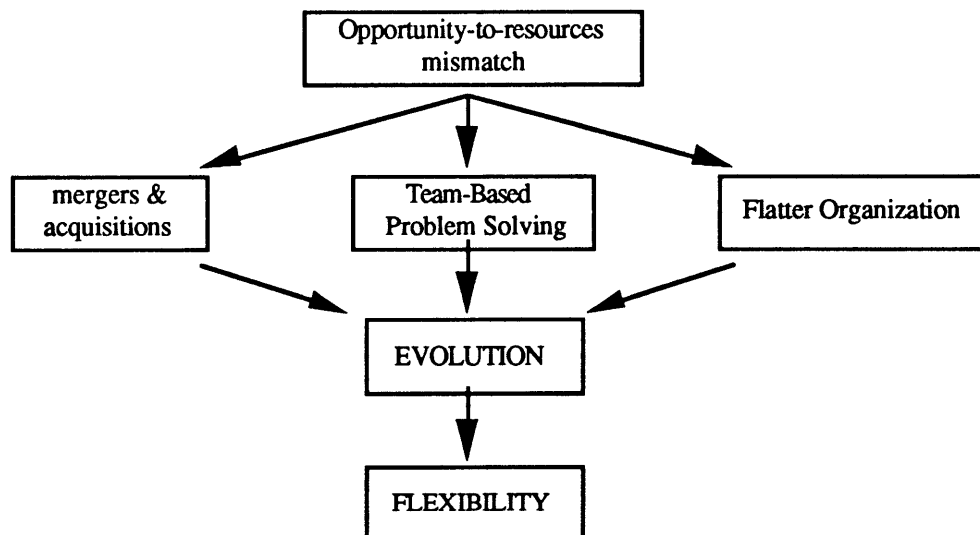 Opportunity-to-resources
mismatch
mergers &
acquisitions
Team-Based
Problem Solving
Flatter Organization
EVOLUTION
FLEXIBILITY